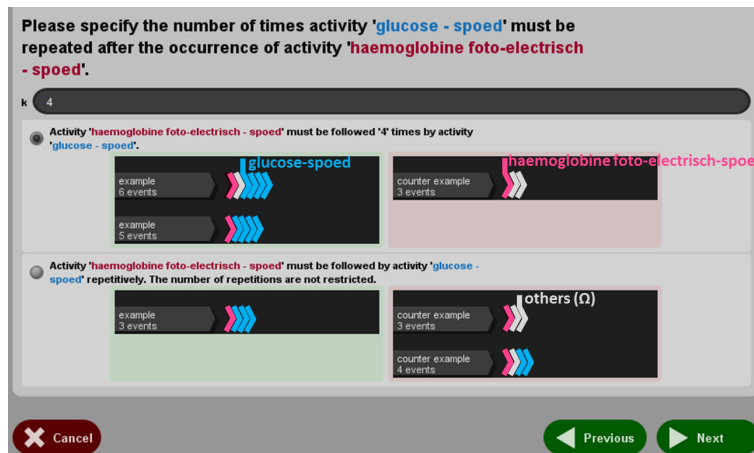 Please specify the number of times activity 'glucose - spoed' must be
repeated after the occurrence of activity 'haemoglobine foto-electrisch
- spoed'.
k 4
Activity 'haemoglobine foto-electrisch - spoed' must be followed '4' times by activity
'glucose - spoed'.
glucose-spoed
haemoglobine foto-electrisch-spoe
example
6 events
counter example
3 events
example
5 events
Activity 'haemoglobine foto-electrisch - spoed' must be followed by activity 'glucose -
spoed' repetitively. The number of repetitions are not restricted.
others (Ω)
example
3 events
counter example
3 events
counter example
4 events
Cancel
Previous
Next